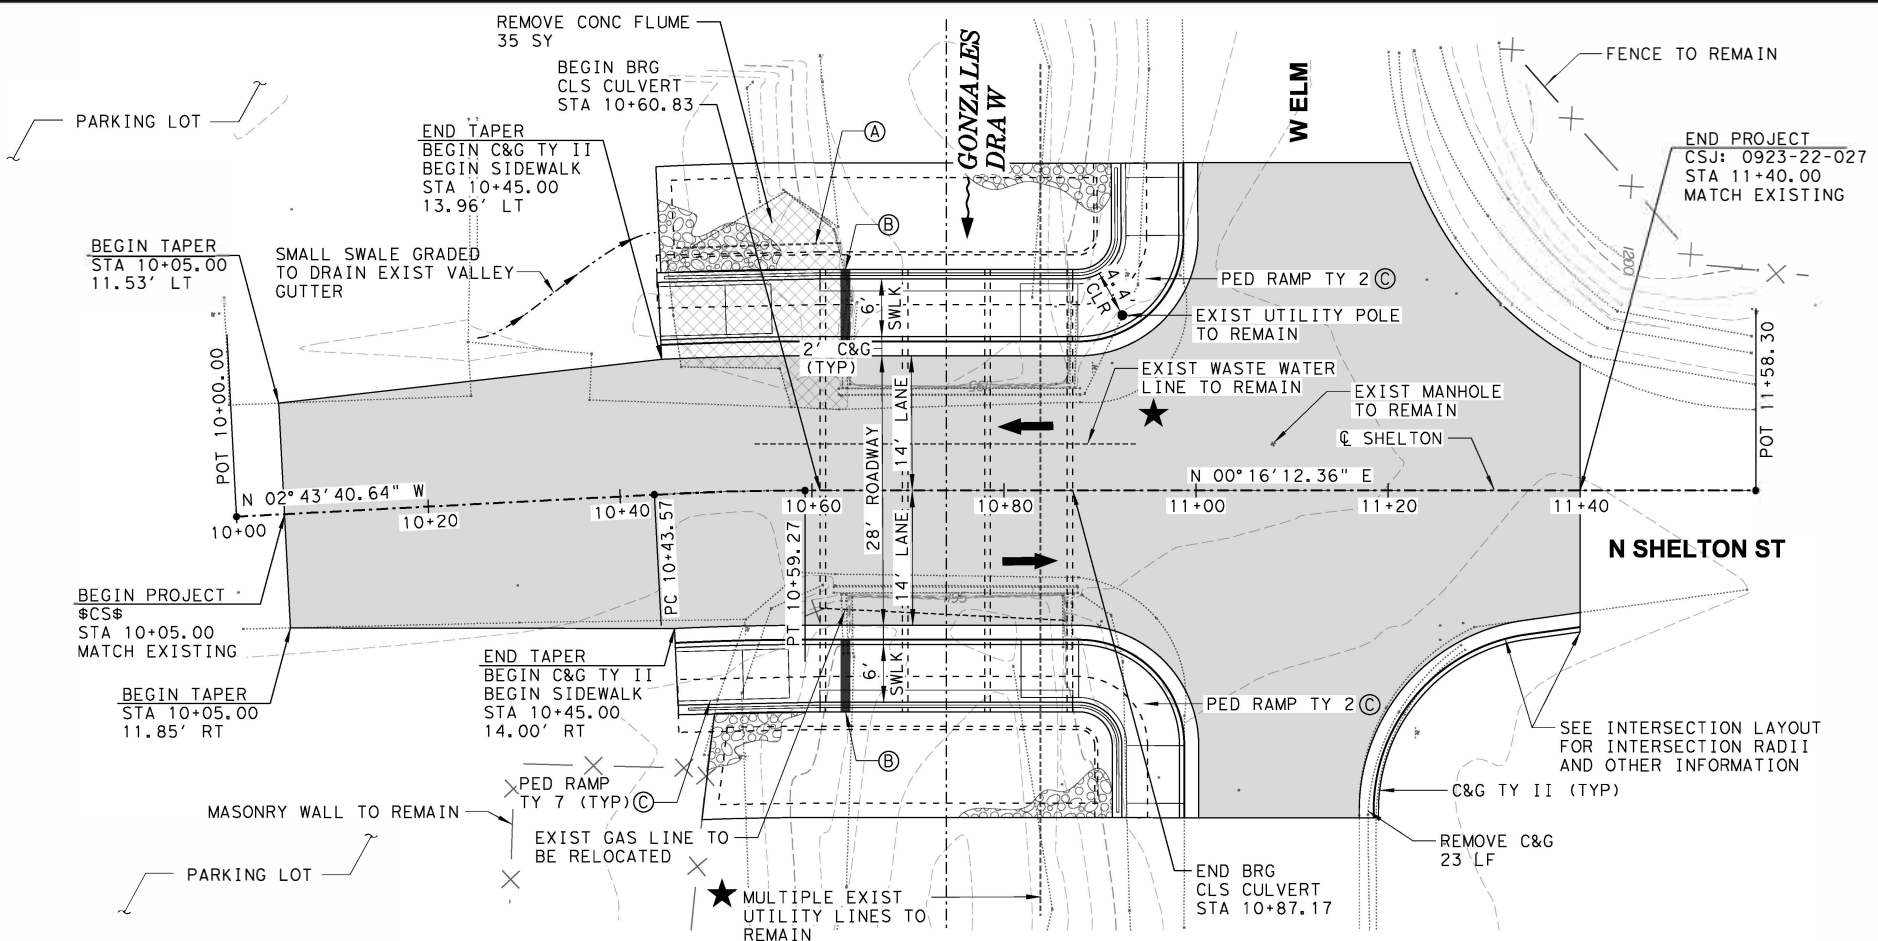 REMOVE CONC FLUME
35 SY
BEGIN BRG
CLS CULVERT
STA 10+60.83
GONZALES
DRAW
W ELM
FENCE TO REMAIN
PARKING LOT
END TAPER
BEGIN C&G TY II
BEGIN SIDEWALK
STA 10+45.00
13.96' LT
A
END PROJECT
CSJ: 0923-22-027
STA 11+40.00
MATCH EXISTING
BEGIN TAPER
STA 10+05.00
11.53' LT
SMALL SWALE GRADED
TO DRAIN EXIST VALLEY
GUTTER
B
1200
6'
SWLK
4.4'
CLR
PED RAMP TY 2 C
EXIST UTILITY POLE
TO REMAIN
2' C&G
(TYP)
EXIST WASTE WATER
LINE TO REMAIN
EXIST MANHOLE
TO REMAIN
℄ SHELTON
POT 10+00.00
POT 11+58.30
28' ROADWAY
14' LANE
14' LANE
N 02°43'40.64" W
N 00°16'12.36" E
10+00
10+20
10+40
10+60
10+80
11+00
11+20
11+40
PC 10+43.57
PT 10+59.27
N SHELTON ST
BEGIN PROJECT
$CS$
STA 10+05.00
MATCH EXISTING
1195
BEGIN TAPER
STA 10+05.00
11.85' RT
END TAPER
BEGIN C&G TY II
BEGIN SIDEWALK
STA 10+45.00
14.00' RT
6'
SWLK
PED RAMP TY 2 C
SEE INTERSECTION LAYOUT
FOR INTERSECTION RADII
AND OTHER INFORMATION
B
PED RAMP
TY 7 (TYP) C
C&G TY II (TYP)
MASONRY WALL TO REMAIN
EXIST GAS LINE TO
BE RELOCATED
REMOVE C&G
23 LF
PARKING LOT
END BRG
CLS CULVERT
STA 10+87.17
★ MULTIPLE EXIST
UTILITY LINES TO
REMAIN